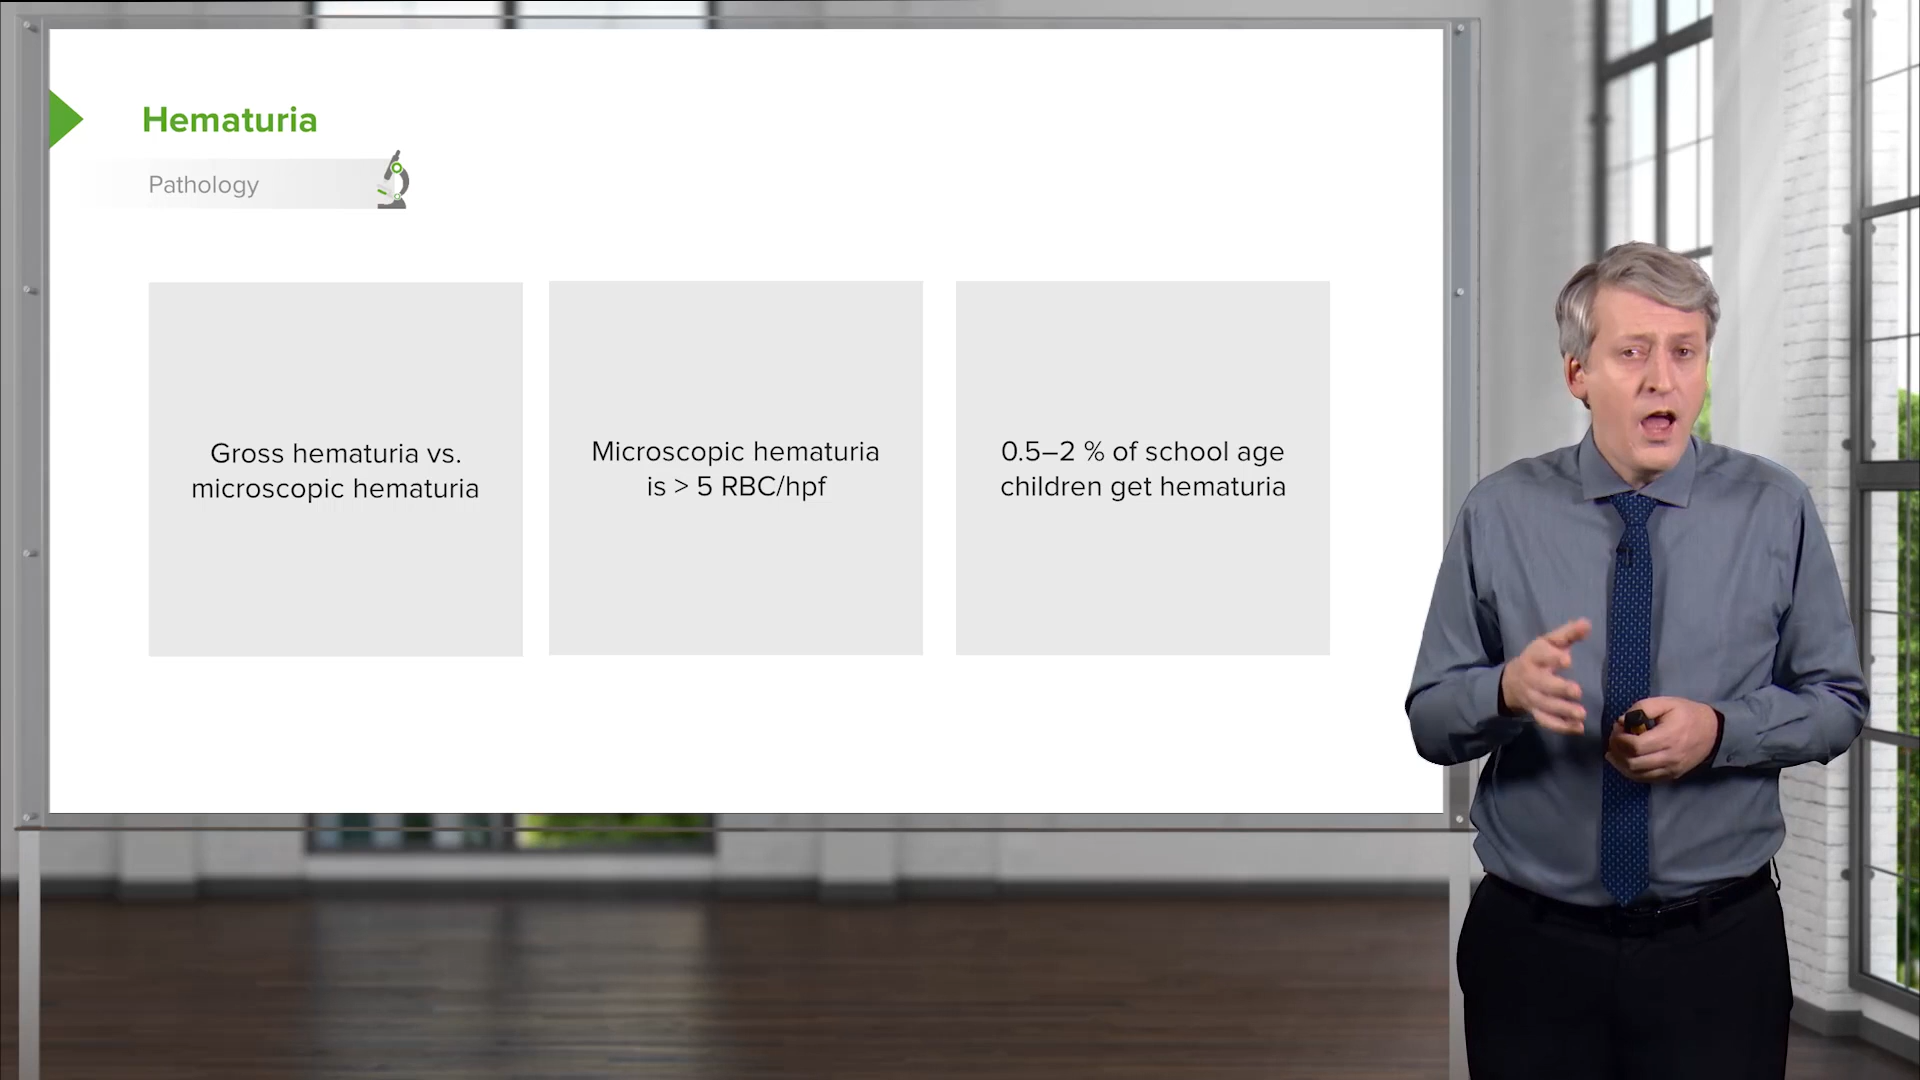 Hematuria
Pathology
Gross hematuria vs.
microscopic hematuria
Microscopic hematuria
is > 5 RBC/hpf
0.5–2 % of school age
children get hematuria